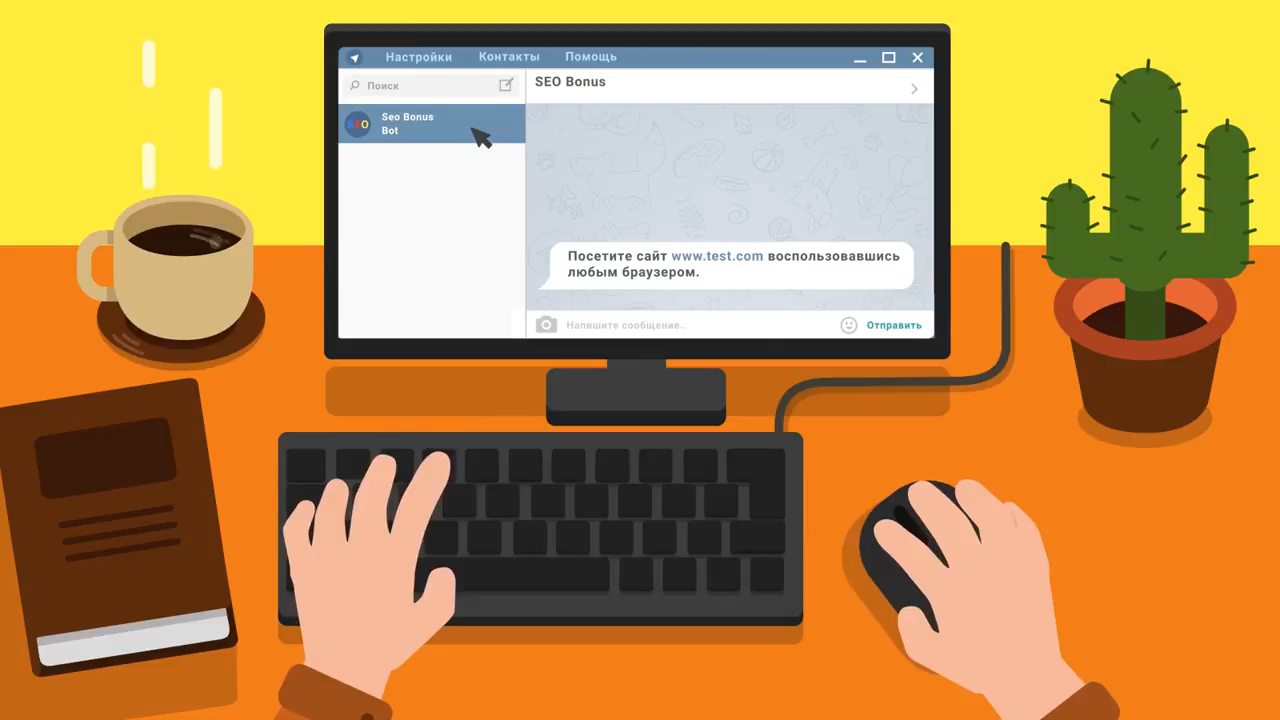 Настройки Контакты Помощь
Поиск
SEO Bonus
SEO
Seo Bonus
Bot
Посетите сайт www.test.com воспользовавшись
любым браузером.
Напишите сообщение..
Отправить